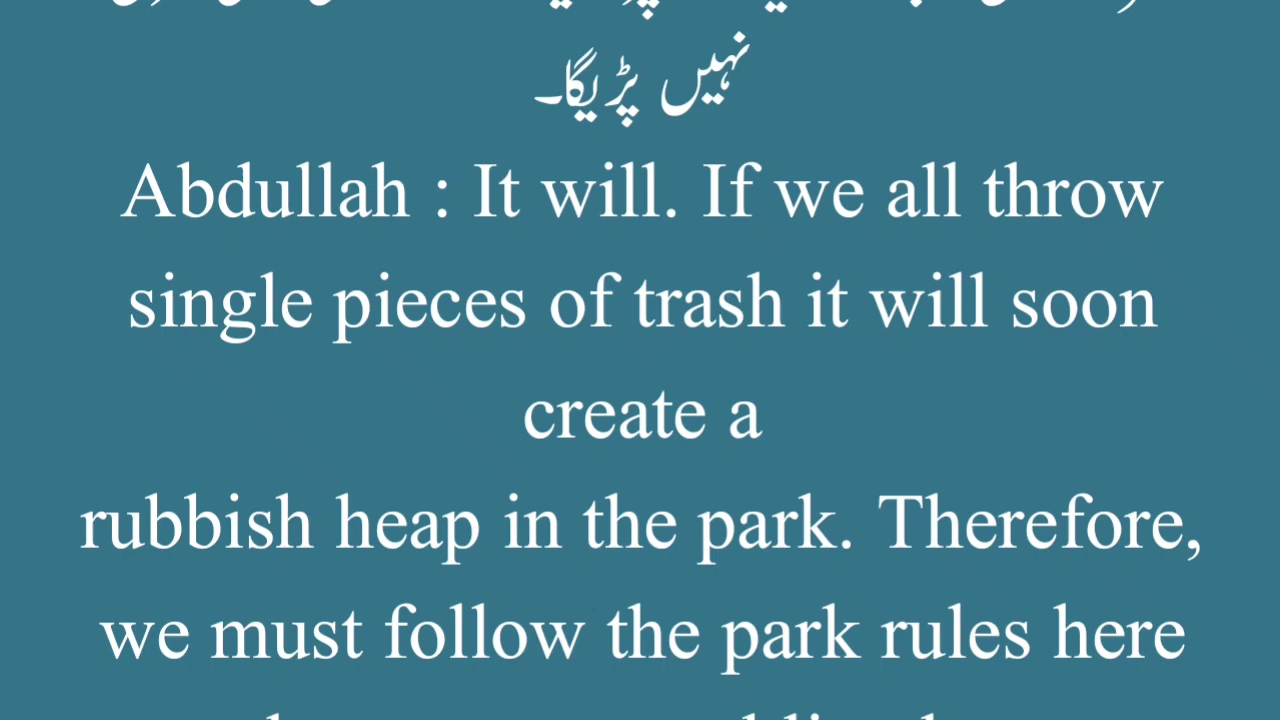 نہیں پڑیگا۔
Abdullah : It will. If we all throw
single pieces of trash it will soon
create a
rubbish heap in the park. Therefore,
we must follow the park rules here